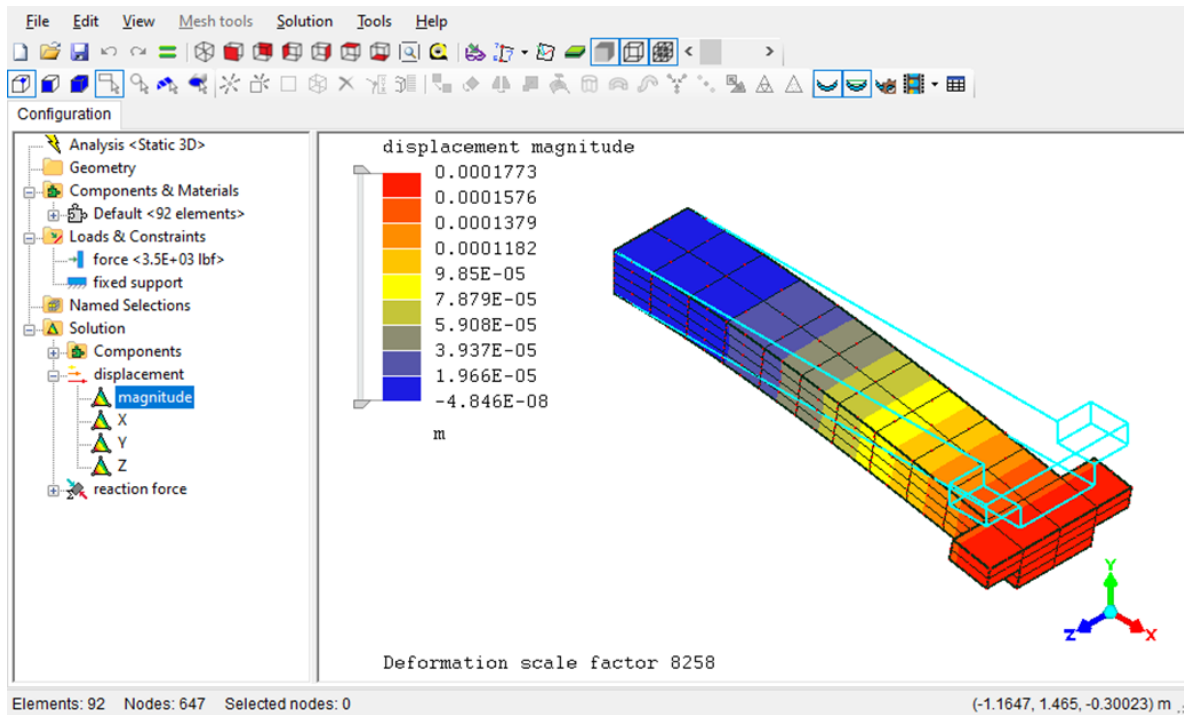 File Edit View Mesh tools Solution Tools Help
Configuration
Analysis <Static 3D>
Geometry
Components & Materials
Default <92 elements>
Loads & Constraints
force <3.5E+03 lbf>
fixed support
Named Selections
Solution
Components
displacement
magnitude
X
Y
Z
reaction force
displacement magnitude
0.0001773
0.0001576
0.0001379
0.0001182
9.85E-05
7.879E-05
5.908E-05
3.937E-05
1.966E-05
-4.846E-08
m
Y
Z
X
Deformation scale factor 8258
Elements: 92 Nodes: 647 Selected nodes: 0 (-1.1647, 1.465, -0.30023) m